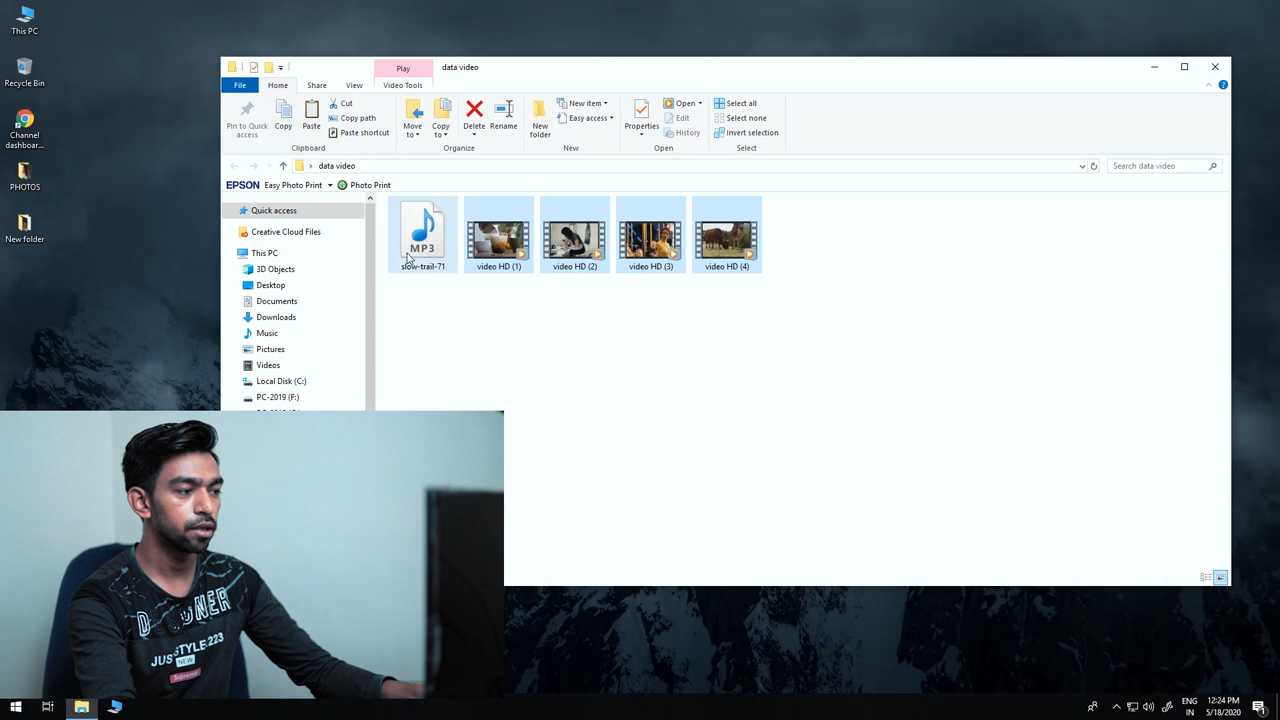 This PC
Recycle Bin
Channel
dashboar...
PHOTOS
New folder
Play
data video
File
Home
Share
View
Video Tools
Pin to Quick
access
Copy
Paste
Cut
Copy path
Paste shortcut
Clipboard
Move
to
Copy
to
Delete
Rename
Organize
New
folder
New item
Easy access
New
Properties
Open
Edit
History
Open
Select all
Select none
Invert selection
Select
data video
Search data video
EPSON Easy Photo Print Photo Print
Quick access
Creative Cloud Files
This PC
3D Objects
Desktop
Documents
Downloads
Music
Pictures
Videos
Local Disk (C:)
PC-2019 (F:)
MP3
slow-trail-71
video HD (1)
video HD (2)
video HD (3)
video HD (4)
JUS STYLE.223
NEW
Supreme
ENG
IN
12:24 PM
5/18/2020